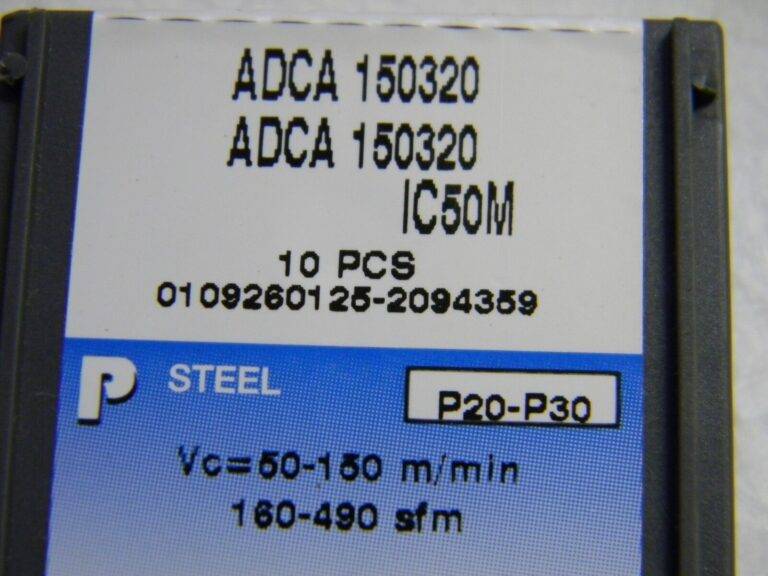 ADCA 150320
ADCA 150320
IC50M
10 PCS
0109260125-2094359
P STEEL P20-P30
Vc=50-150 m/min
160-490 sfm